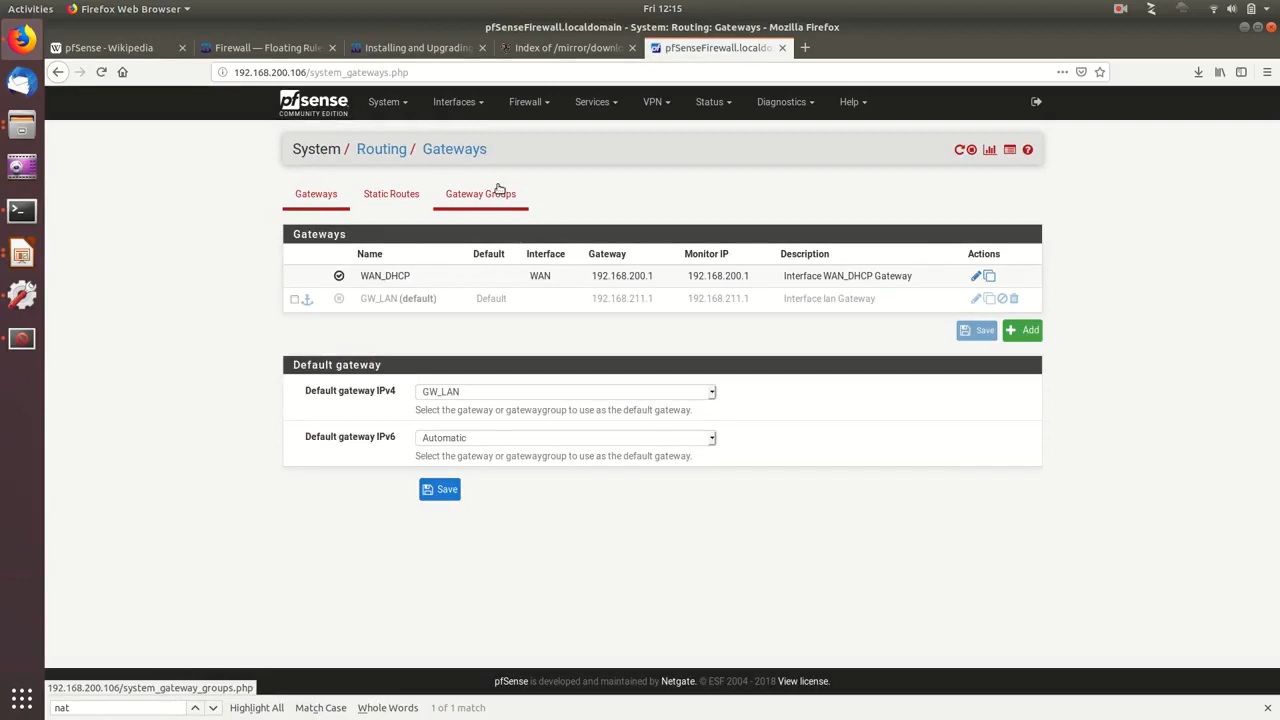 Activities Firefox Web Browser Fri 12:15
pfSenseFirewall.localdomain - System: Routing: Gateways - Mozilla Firefox
pfSense - Wikipedia Firewall — Floating Rule Installing and Upgrading Index of /mirror/downlo pfSenseFirewall.localdo
192.168.200.106/system_gateways.php
pfsense
COMMUNITY EDITION
System Interfaces Firewall Services VPN Status Diagnostics Help
System / Routing / Gateways
Gateways Static Routes Gateway Groups
Gateways
Name Default Interface Gateway Monitor IP Description Actions
WAN_DHCP WAN 192.168.200.1 192.168.200.1 Interface WAN_DHCP Gateway
GW_LAN (default) Default 192.168.211.1 192.168.211.1 Interface lan Gateway
Save Add
Default gateway
Default gateway IPv4 GW_LAN
Select the gateway or gatewaygroup to use as the default gateway.
Default gateway IPv6 Automatic
Select the gateway or gatewaygroup to use as the default gateway.
Save
pfSense is developed and maintained by Netgate. © ESF 2004 - 2018 View license.
192.168.200.106/system_gateway_groups.php
nat Highlight All Match Case Whole Words 1 of 1 match